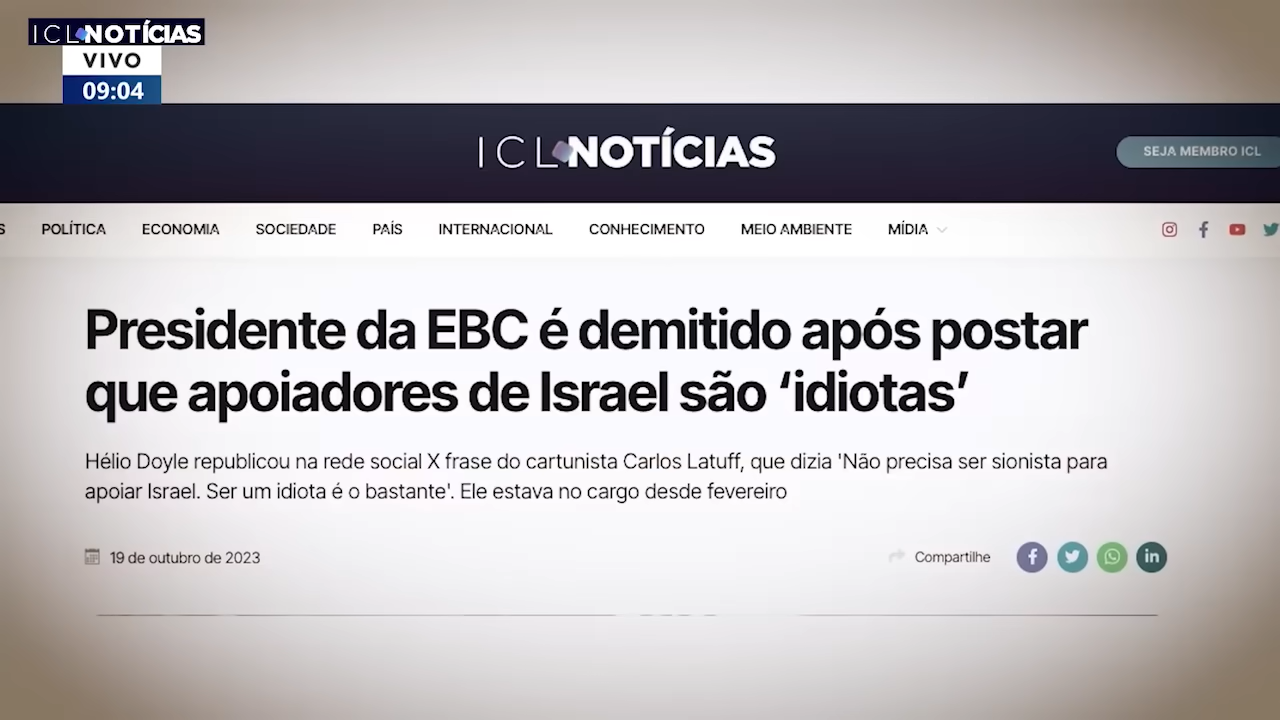 ICL NOTÍCIAS
VIVO
09:04
ICL NOTÍCIAS
SEJA MEMBRO ICL
S POLÍTICA ECONOMIA SOCIEDADE PAÍS INTERNACIONAL CONHECIMENTO MEIO AMBIENTE MÍDIA
Presidente da EBC é demitido após postar
que apoiadores de Israel são ‘idiotas’
Hélio Doyle republicou na rede social X frase do cartunista Carlos Latuff, que dizia 'Não precisa ser sionista para
apoiar Israel. Ser um idiota é o bastante'. Ele estava no cargo desde fevereiro
19 de outubro de 2023 Compartilhe